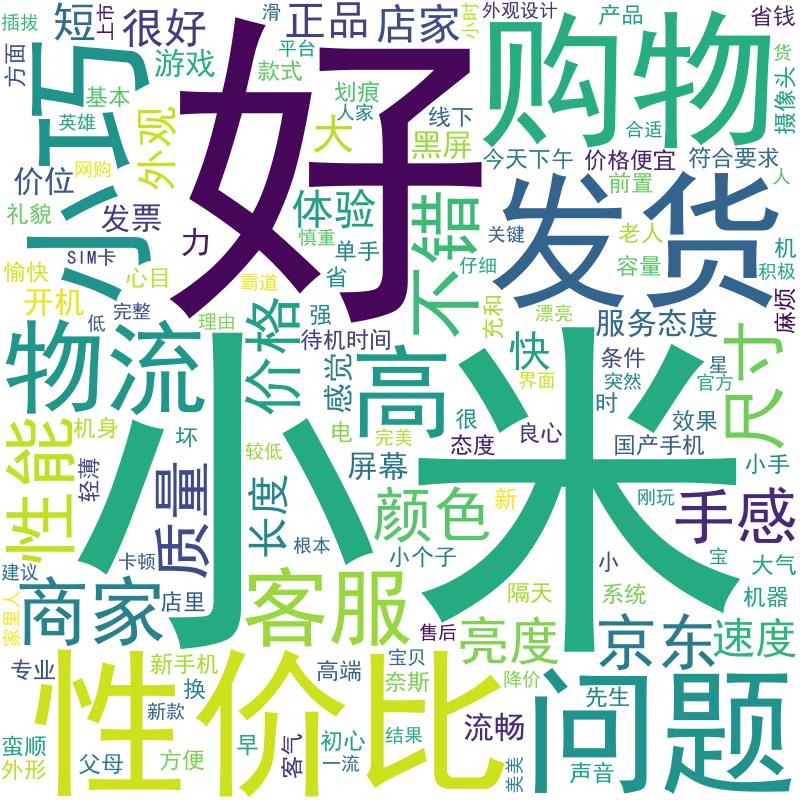 插拔
短
上市
很好
正品
店家
滑
小时
外观设计
产品
省钱
方面
小巧
基本
游戏
平台
款式
好
人家
划痕
线下
购物
合适
货
摄像头
英雄
网购
外观
大
黑屏
今天下午
价格便宜
符合要求
前置
人
价位
礼貌
发票
力
体验
不错
发货
SIM卡
慎重
单手
关键
老人
机
愉快
心目
霸道
省
仔细
容量
积极
开机
低
完整
理由
价格
强
充和
漂亮
服务态度
麻烦
物流
待机时间
快
条件
星
尺寸
感觉
高
界面
突然
官方
小米
时
性能
机身
坏
较低
电
完美
很
态度
良心
效果
国产手机
轻薄
质量
屏幕
小手
长度
颜色
新
刚玩
手感
卡顿
根本
小个子
小
宝
大气
建议
家里人
商家
店里
客服
隔天
系统
机器
售后
亮度
京东
速度
性价比
专业
新手机
高端
宝贝
降价
问题
换
奈斯
先生
新款
流畅
蛮顺
早
客气
初心
结果
外形
父母
方便
一流
美美
声音